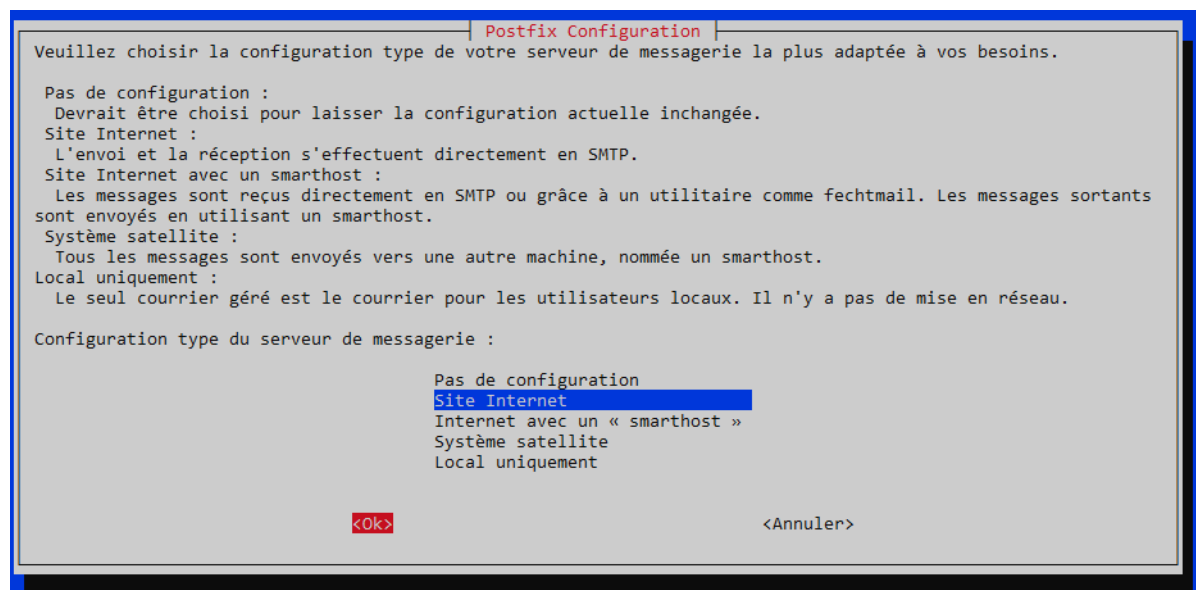 Postfix Configuration
Veuillez choisir la configuration type de votre serveur de messagerie la plus adaptée à vos besoins.
Pas de configuration :
Devrait être choisi pour laisser la configuration actuelle inchangée.
Site Internet :
L'envoi et la réception s'effectuent directement en SMTP.
Site Internet avec un smarthost :
Les messages sont reçus directement en SMTP ou grâce à un utilitaire comme fechtmail. Les messages sortants
sont envoyés en utilisant un smarthost.
Système satellite :
Tous les messages sont envoyés vers une autre machine, nommée un smarthost.
Local uniquement :
Le seul courrier géré est le courrier pour les utilisateurs locaux. Il n'y a pas de mise en réseau.
Configuration type du serveur de messagerie :
Pas de configuration
Site Internet
Internet avec un « smarthost »
Système satellite
Local uniquement
<Ok> <Annuler>